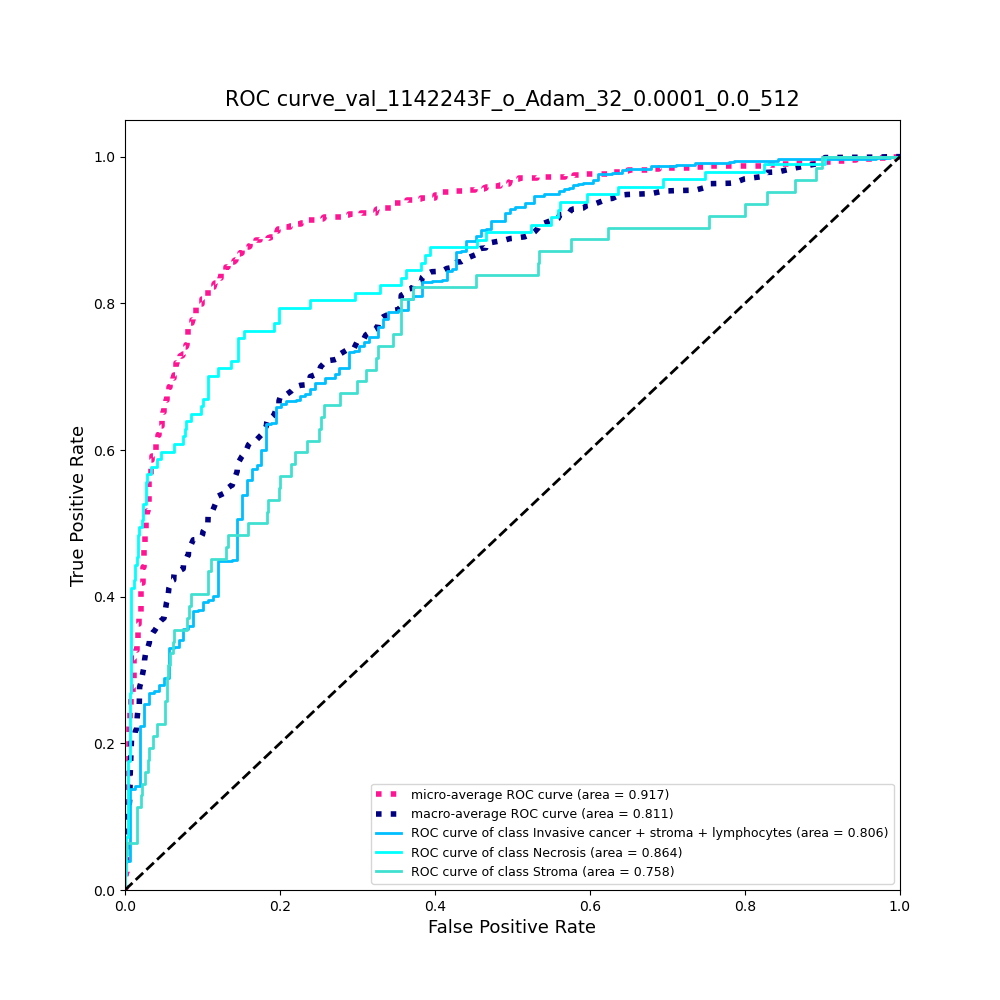 ROC curve_val_1142243F_o_Adam_32_0.0001_0.0_512
True Positive Rate
1.0
0.8
0.6
0.4
0.2
0.0
micro-average ROC curve (area = 0.917)
macro-average ROC curve (area = 0.811)
ROC curve of class Invasive cancer + stroma + lymphocytes (area = 0.806)
ROC curve of class Necrosis (area = 0.864)
ROC curve of class Stroma (area = 0.758)
0.0 0.2 0.4 0.6 0.8 1.0
False Positive Rate